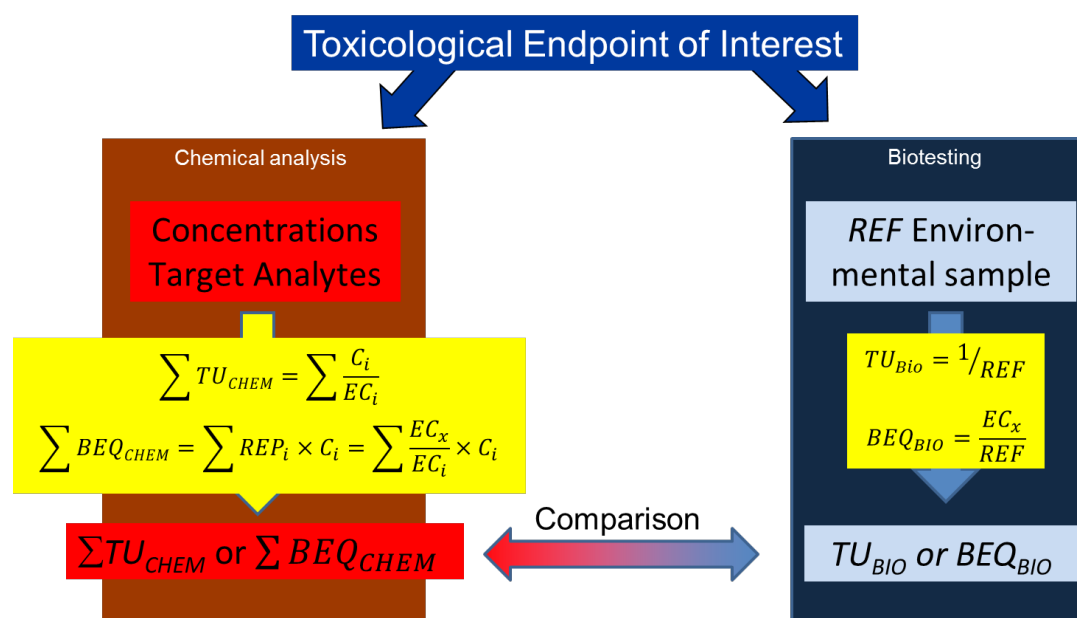 Toxicological Endpoint of Interest
Chemical analysis
Concentrations
Target Analytes
∑ TU_CHEM = ∑ C_i/EC_i
∑ BEQ_CHEM = ∑ REP_i × C_i = ∑ EC_x/EC_i × C_i
∑TU_CHEM or ∑ BEQ_CHEM
Comparison
Biotesting
REF Environ-
mental sample
TU_Bio = 1/REF
BEQ_BIO = EC_x/REF
TU_BIO or BEQ_BIO